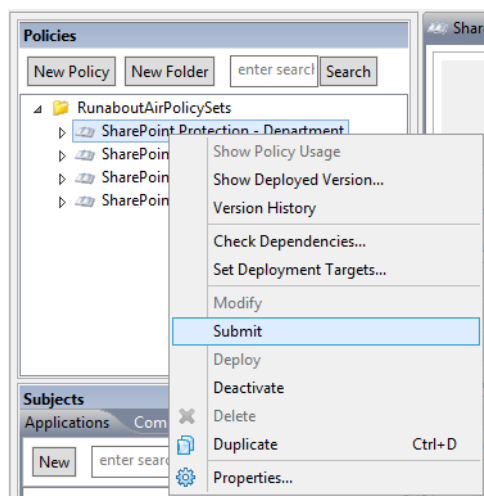 Policies
Shar
New Policy New Folder enter search Search
RunaboutAirPolicySets
SharePoint Protection - Department
SharePoin
SharePoin
SharePoin
Show Policy Usage
Show Deployed Version...
Version History
Check Dependencies...
Set Deployment Targets...
Modify
Submit
Deploy
Deactivate
Delete
Duplicate Ctrl+D
Properties...
Subjects
Applications Com
New enter searc